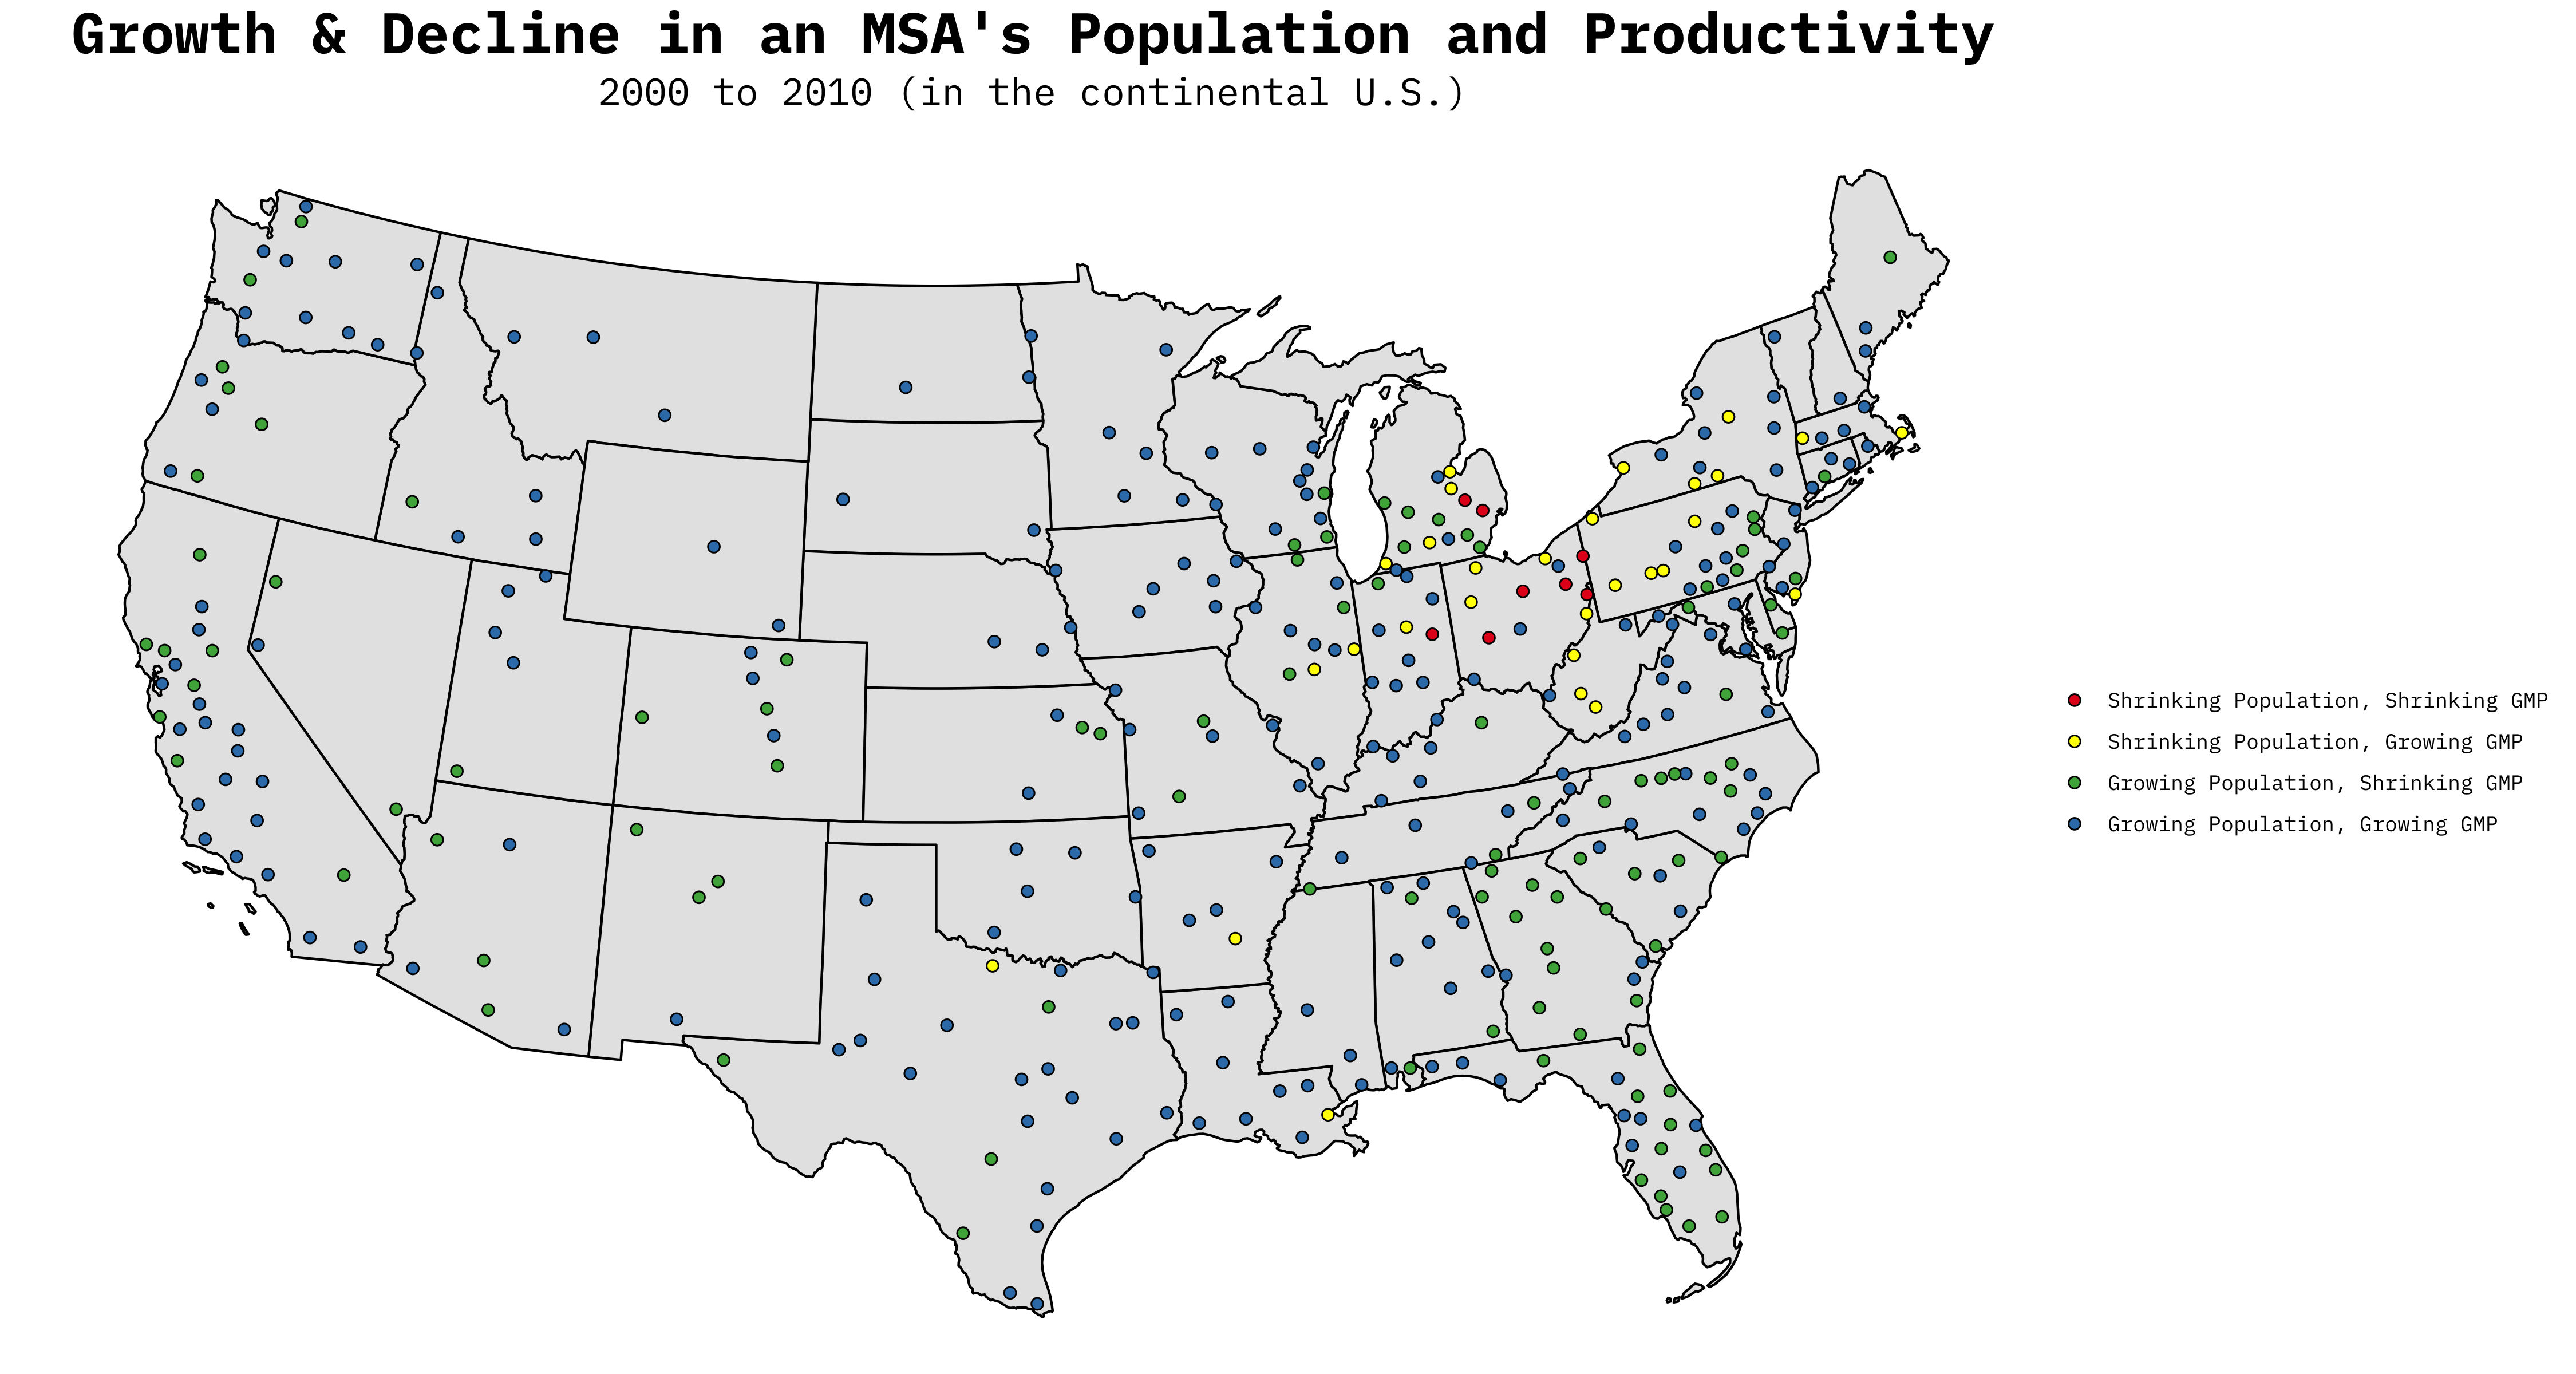 Growth & Decline in an MSA's Population and Productivity
2000 to 2010 (in the continental U.S.)
Shrinking Population, Shrinking GMP
Shrinking Population, Growing GMP
Growing Population, Shrinking GMP
Growing Population, Growing GMP